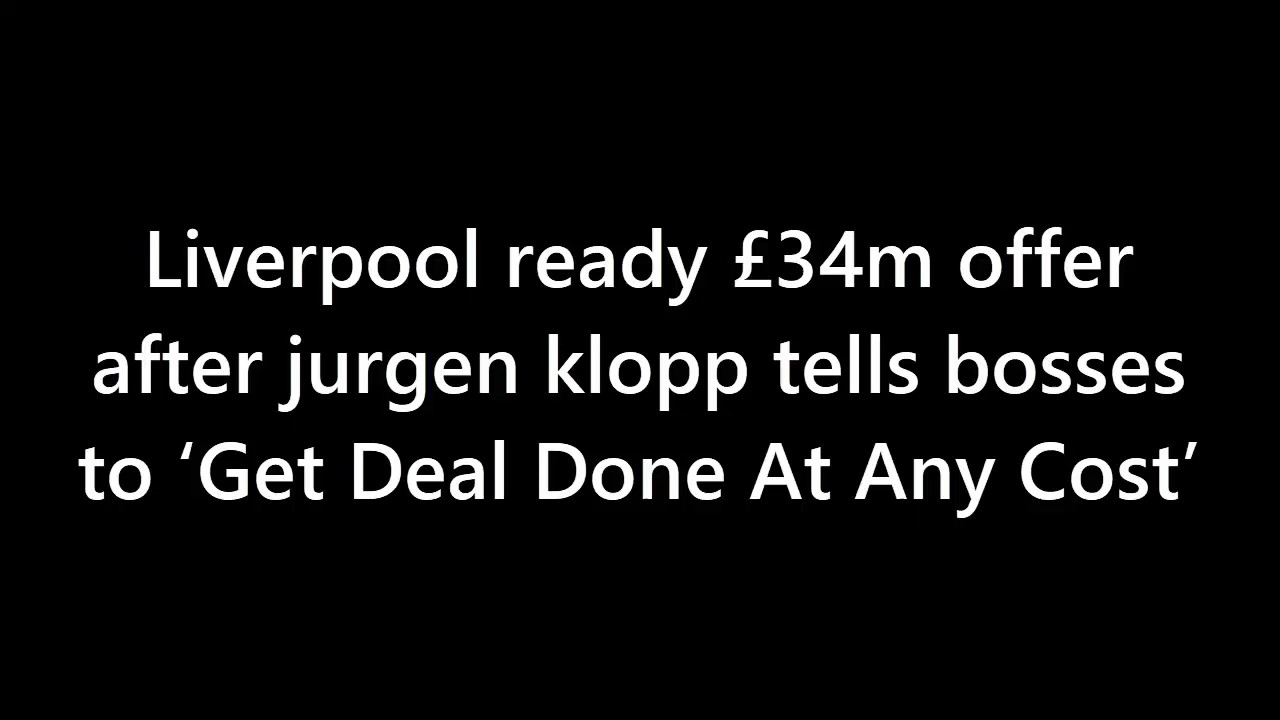 Liverpool ready £34m offer
after jurgen klopp tells bosses
to ‘Get Deal Done At Any Cost’